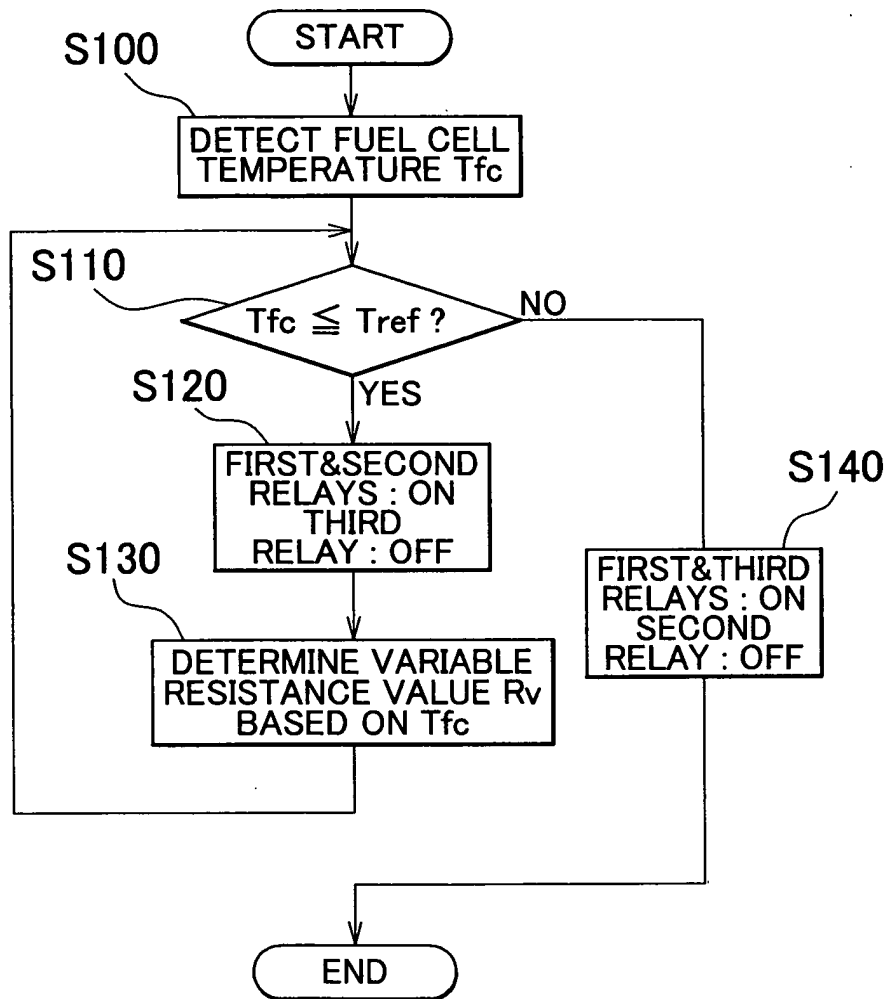 START
S100
DETECT FUEL CELL
TEMPERATURE Tfc
S110
Tfc ≦ Tref ?
NO
YES
S120
FIRST&SECOND
RELAYS : ON
THIRD
RELAY : OFF
S140
FIRST&THIRD
RELAYS : ON
SECOND
RELAY : OFF
S130
DETERMINE VARIABLE
RESISTANCE VALUE Rv
BASED ON Tfc
END